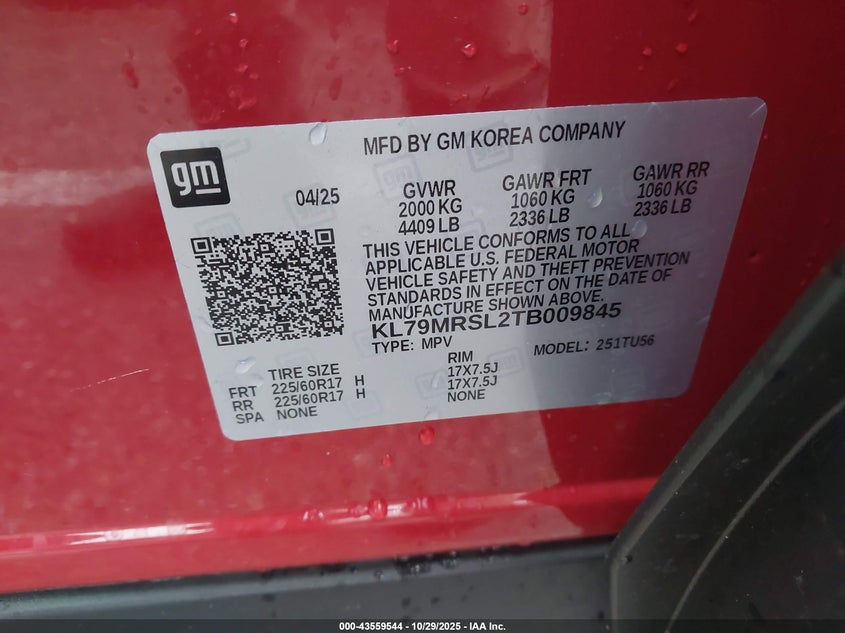 MFD BY GM KOREA COMPANY
gm
04/25
GVWR
2000 KG
4409 LB
GAWR FRT
1060 KG
2336 LB
GAWR RR
1060 KG
2336 LB
THIS VEHICLE CONFORMS TO ALL
APPLICABLE U.S. FEDERAL MOTOR
VEHICLE SAFETY AND THEFT PREVENTION
STANDARDS IN EFFECT ON THE DATE OF
MANUFACTURE SHOWN ABOVE.
KL79MRSL2TB009845
TYPE: MPV MODEL: 251TU56
TIRE SIZE RIM
FRT 225/60R17 H 17X7.5J
RR 225/60R17 H 17X7.5J
SPA NONE NONE
000-43559544 - 10/29/2025 - IAA Inc.